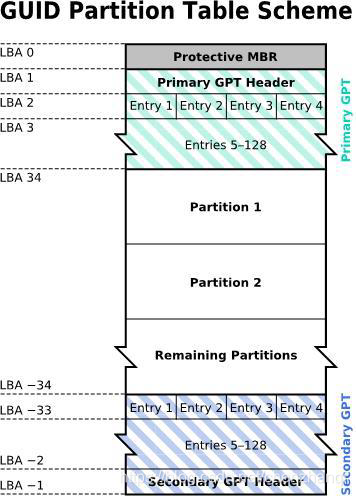 GUID Partition Table Scheme
LBA 0
Protective MBR
LBA 1
Primary GPT Header
LBA 2
Entry 1 Entry 2 Entry 3 Entry 4
LBA 3
Entries 5–128
Primary GPT
LBA 34
Partition 1
Partition 2
Remaining Partitions
LBA −34
LBA −33
Entry 1 Entry 2 Entry 3 Entry 4
Entries 5–128
LBA −2
LBA −1
Secondary GPT Header
Secondary GPT